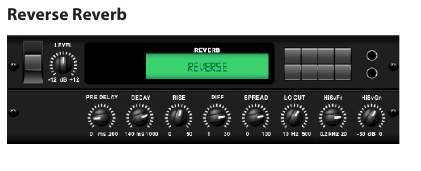 Reverse Reverb
LEVEL
-12 dB +12
REVERB
REVERSE
PRE DELAY DECAY RISE DIFF SPREAD LO CUT HiSvFr HiSvGn
0 ms 200 140 ms 1000 0 50 1 30 0 100 10 Hz 500 0.2 kHz 20 -30 dB 0